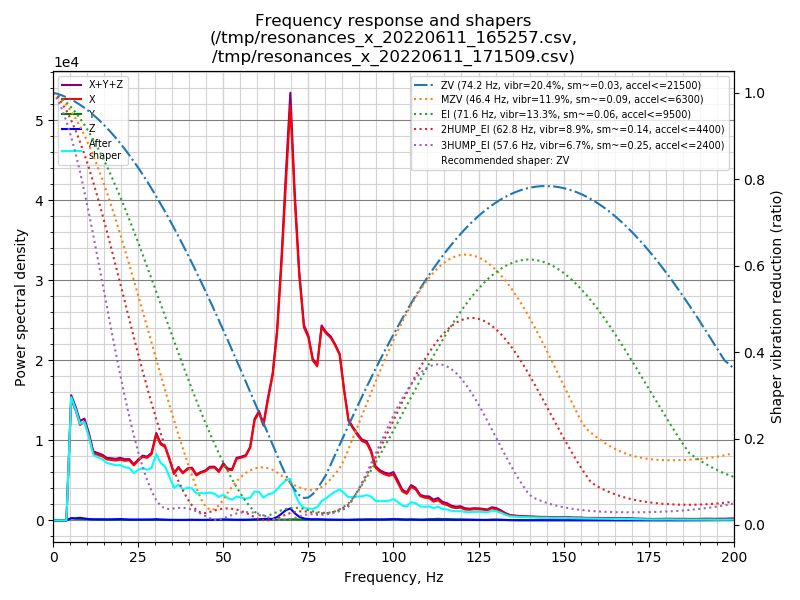 Frequency response and shapers
(/tmp/resonances_x_20220611_165257.csv,
/tmp/resonances_x_20220611_171509.csv)
1e4
X+Y+Z
X
Y
Z
After
shaper
ZV (74.2 Hz, vibr=20.4%, sm~=0.03, accel<=21500)
MZV (46.4 Hz, vibr=11.9%, sm~=0.09, accel<=6300)
EI (71.6 Hz, vibr=13.3%, sm~=0.06, accel<=9500)
2HUMP_EI (62.8 Hz, vibr=8.9%, sm~=0.14, accel<=4400)
3HUMP_EI (57.6 Hz, vibr=6.7%, sm~=0.25, accel<=2400)
Recommended shaper: ZV
Power spectral density
5
4
3
2
1
0
1.0
0.8
0.6
0.4
0.2
0.0
Shaper vibration reduction (ratio)
0 25 50 75 100 125 150 175 200
Frequency, Hz